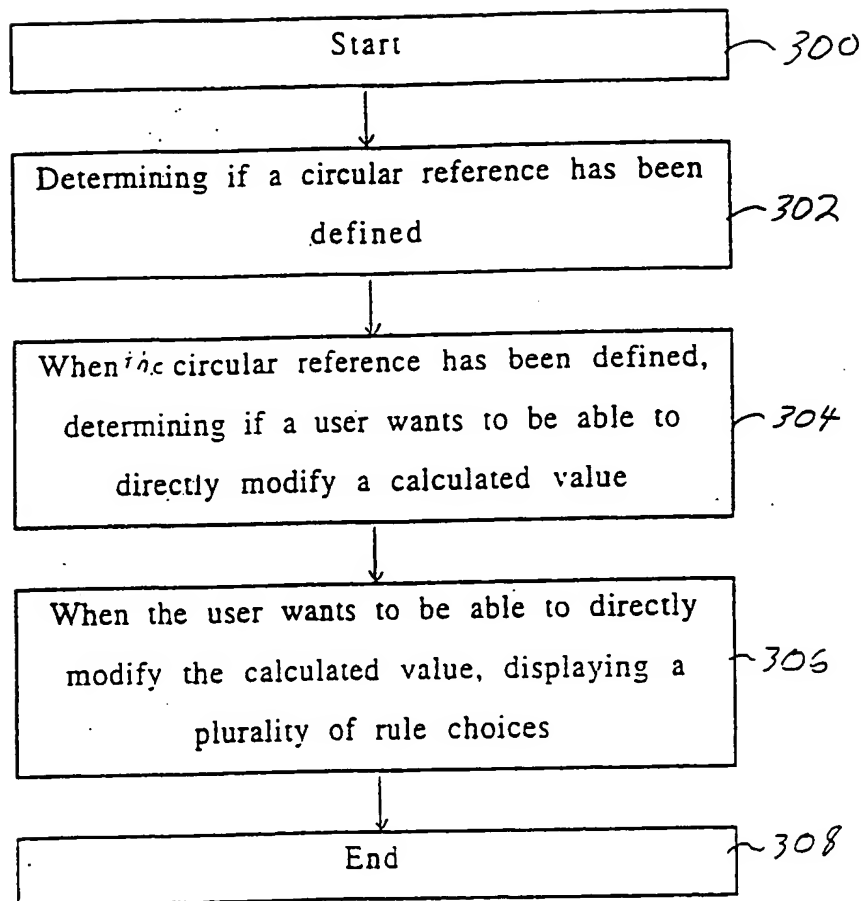 Start
300
Determining if a circular reference has been
defined
302
When the circular reference has been defined,
determining if a user wants to be able to
directly modify a calculated value
304
When the user wants to be able to directly
modify the calculated value, displaying a
plurality of rule choices
306
End
308